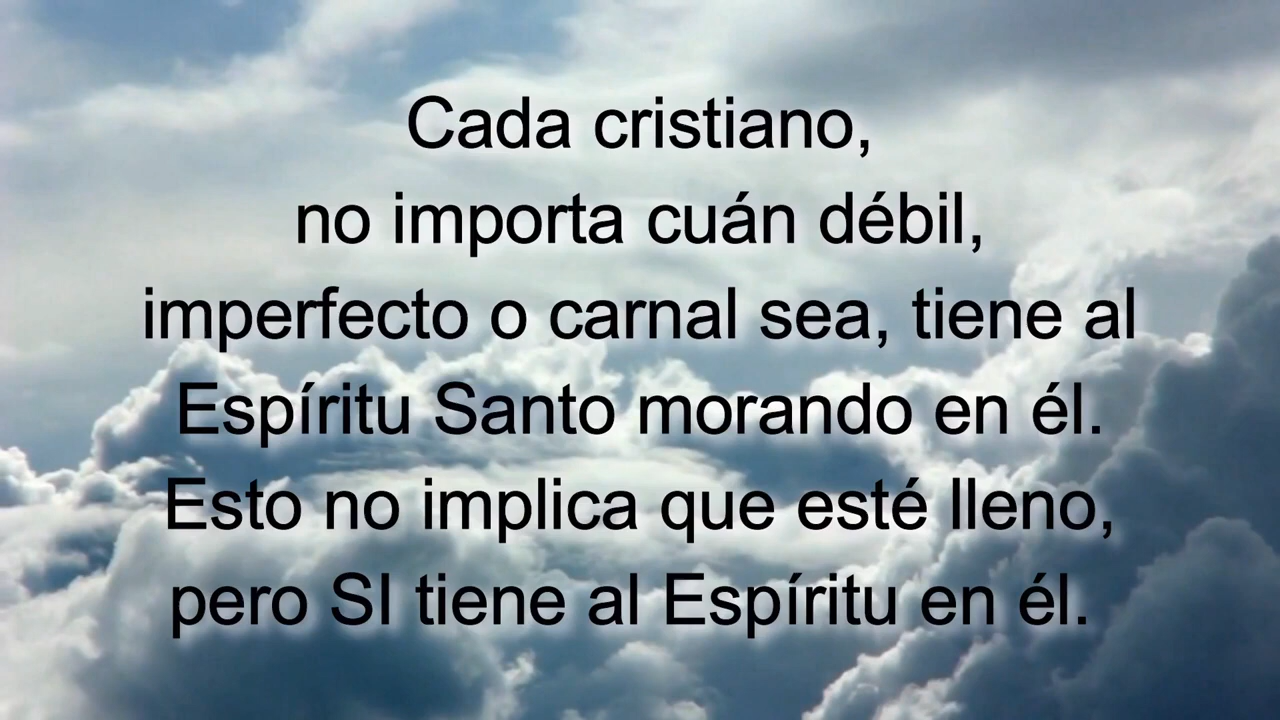 Cada cristiano,
no importa cuán débil,
imperfecto o carnal sea, tiene al
Espíritu Santo morando en él.
Esto no implica que esté lleno,
pero SI tiene al Espíritu en él.